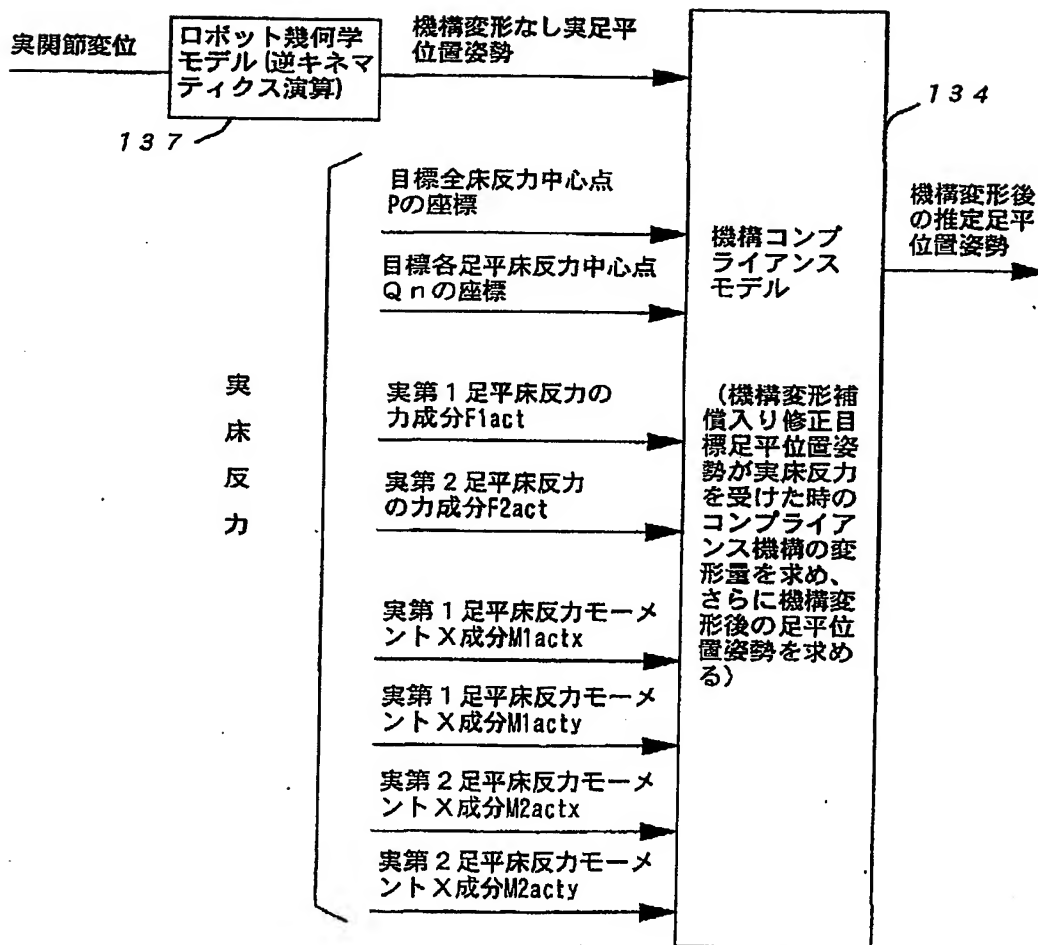 実関節変位
ロボット幾何学
モデル(逆キネマ
ティクス演算)
137
機構変形なし実足平
位置姿勢
134
目標全床反力中心点
Pの座標
目標各足平床反力中心点
Ｑｎの座標
実第１足平床反力の
力成分F1act
実第２足平床反力
の力成分F2act
実第１足平床反力モーメ
ントＸ成分M1actx
実第１足平床反力モーメ
ントＸ成分M1acty
実第２足平床反力モーメ
ントＸ成分M2actx
実第２足平床反力モーメ
ントＸ成分M2acty
実
床
反
力
機構コンプ
ライアンス
モデル
（機構変形補
償入り修正目
標足平位置姿
勢が実床反力
を受けた時の
コンプライア
ンス機構の変
形量を求め、
さらに機構変
形後の足平位
置姿勢を求め
る）
機構変形後
の推定足平
位置姿勢